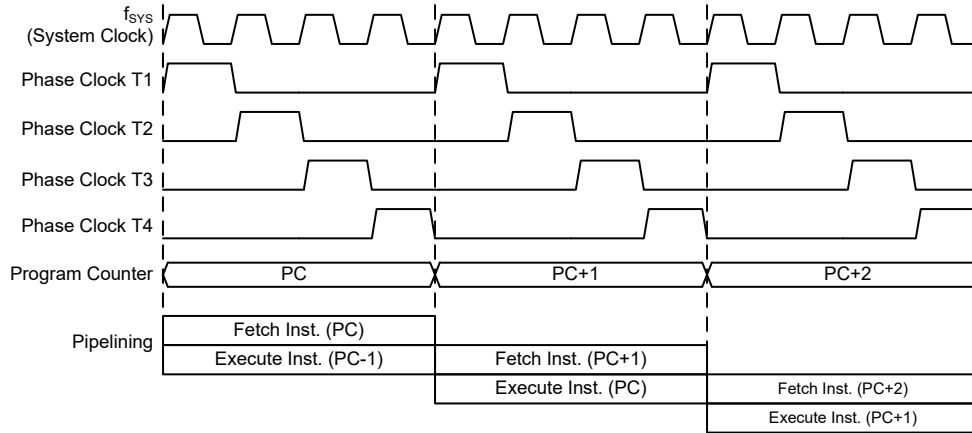 fSYS
(System Clock)
Phase Clock T1
Phase Clock T2
Phase Clock T3
Phase Clock T4
Program Counter PC PC+1 PC+2
Pipelining
Fetch Inst. (PC)
Execute Inst. (PC-1) Fetch Inst. (PC+1)
Execute Inst. (PC) Fetch Inst. (PC+2)
Execute Inst. (PC+1)